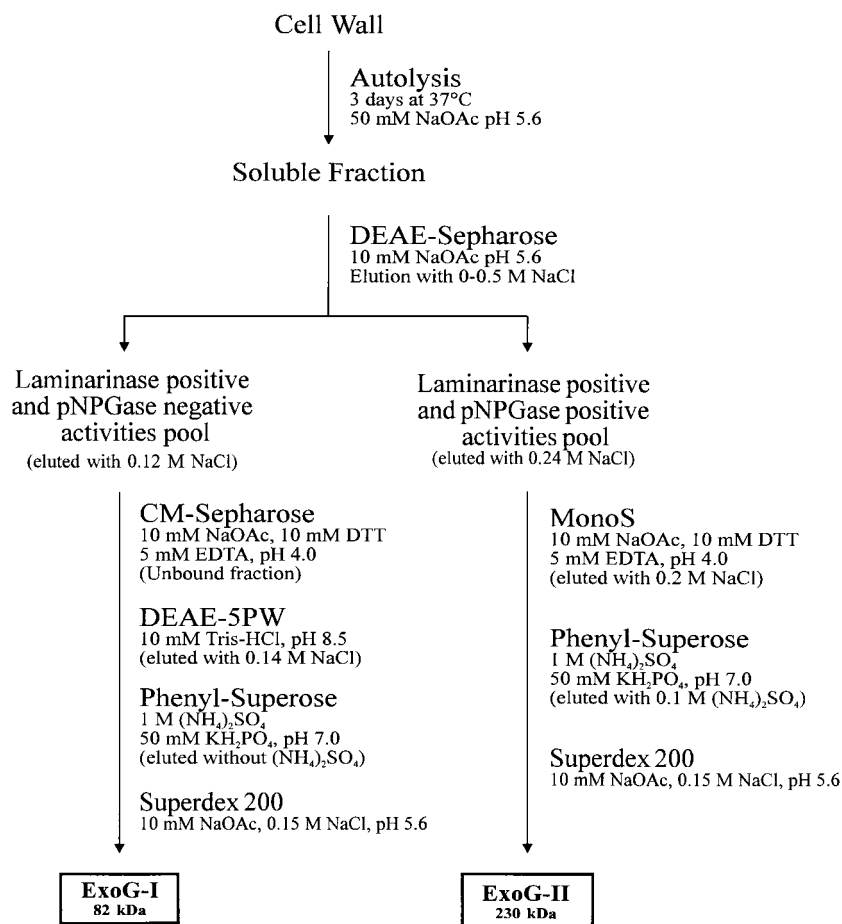 Cell Wall
Autolysis
3 days at 37°C
50 mM NaOAc pH 5.6
Soluble Fraction
DEAE-Sepharose
10 mM NaOAc pH 5.6
Elution with 0-0.5 M NaCl
Laminarinase positive
and pNPGase negative
activities pool
(eluted with 0.12 M NaCl)
CM-Sepharose
10 mM NaOAc, 10 mM DTT
5 mM EDTA, pH 4.0
(Unbound fraction)
DEAE-5PW
10 mM Tris-HCl, pH 8.5
(eluted with 0.14 M NaCl)
Phenyl-Superose
1 M (NH₄)₂SO₄
50 mM KH₂PO₄, pH 7.0
(eluted without (NH₄)₂SO₄)
Superdex 200
10 mM NaOAc, 0.15 M NaCl, pH 5.6
ExoG-I
82 kDa
Laminarinase positive
and pNPGase positive
activities pool
(eluted with 0.24 M NaCl)
MonoS
10 mM NaOAc, 10 mM DTT
5 mM EDTA, pH 4.0
(eluted with 0.2 M NaCl)
Phenyl-Superose
1 M (NH₄)₂SO₄
50 mM KH₂PO₄, pH 7.0
(eluted with 0.1 M (NH₄)₂SO₄)
Superdex 200
10 mM NaOAc, 0.15 M NaCl, pH 5.6
ExoG-II
230 kDa